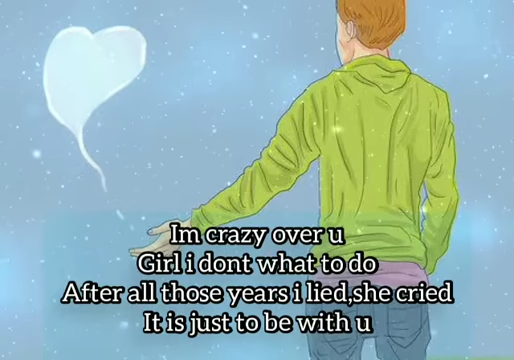 Im crazy over u
Girl i dont what to do
After all those years i lied,she cried
It is just to be with u